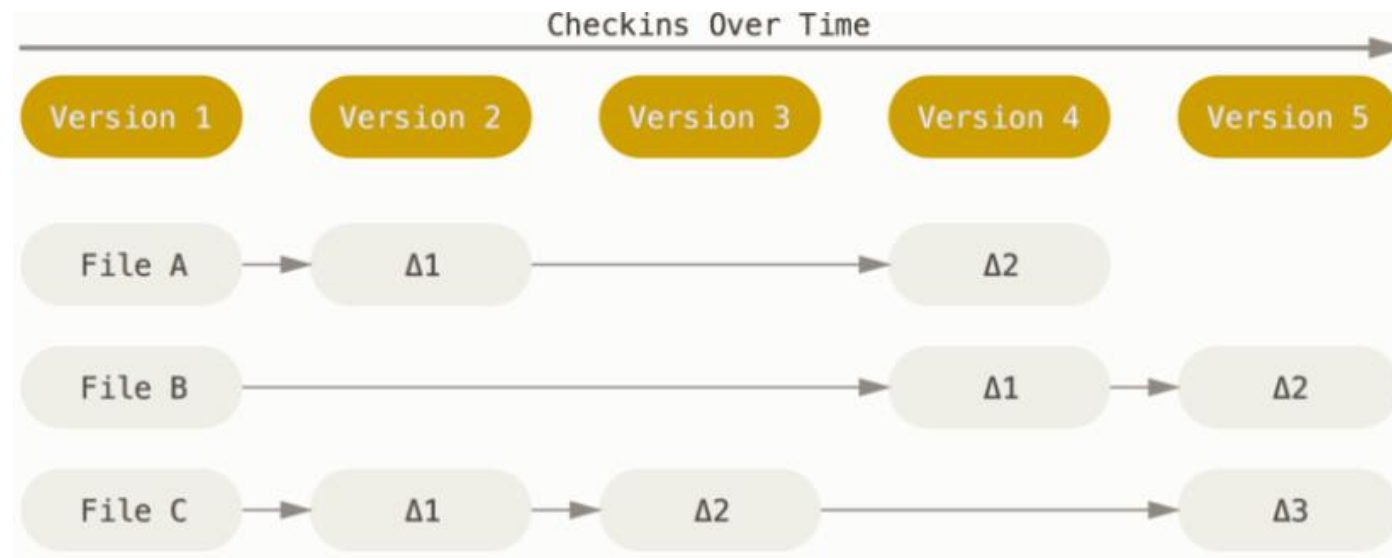 Checkins Over Time
Version 1 Version 2 Version 3 Version 4 Version 5
File A Δ1 Δ2
File B Δ1 Δ2
File C Δ1 Δ2 Δ3